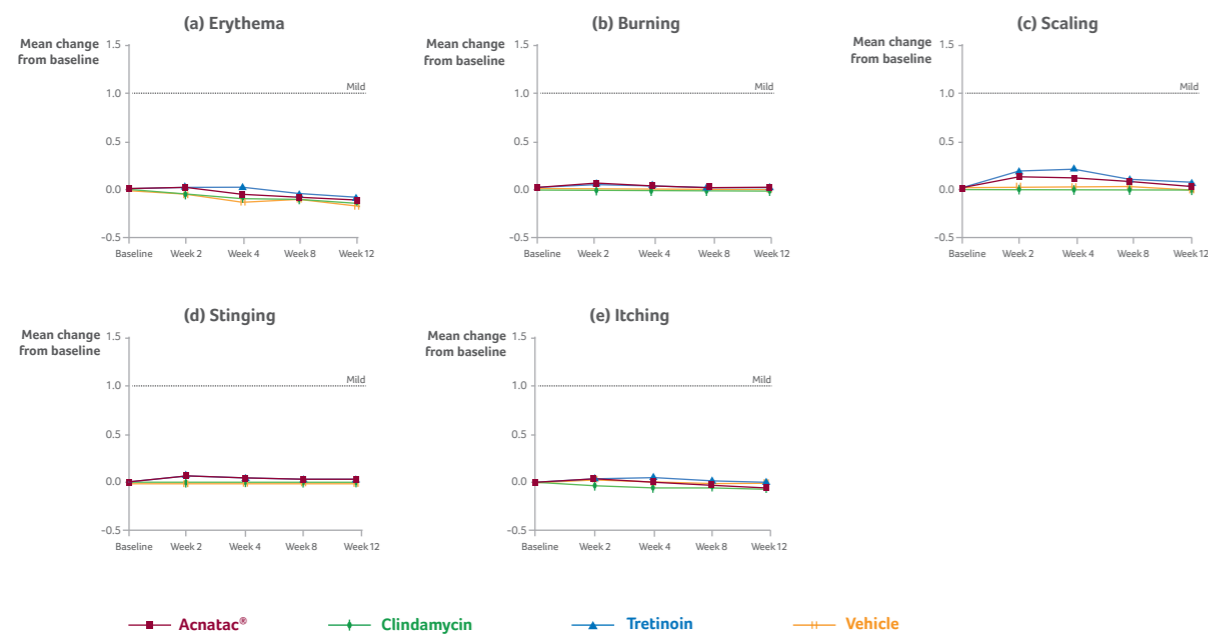 (a) Erythema
Mean change
from baseline
1.5
1.0
0.5
0.0
-0.5
Mild
Baseline Week 2 Week 4 Week 8 Week 12
(b) Burning
Mean change
from baseline
1.5
1.0
0.5
0.0
-0.5
Mild
Baseline Week 2 Week 4 Week 8 Week 12
(c) Scaling
Mean change
from baseline
1.5
1.0
0.5
0.0
-0.5
Mild
Baseline Week 2 Week 4 Week 8 Week 12
(d) Stinging
Mean change
from baseline
1.5
1.0
0.5
0.0
-0.5
Mild
Baseline Week 2 Week 4 Week 8 Week 12
(e) Itching
Mean change
from baseline
1.5
1.0
0.5
0.0
-0.5
Mild
Baseline Week 2 Week 4 Week 8 Week 12
Acnatac® Clindamycin Tretinoin Vehicle